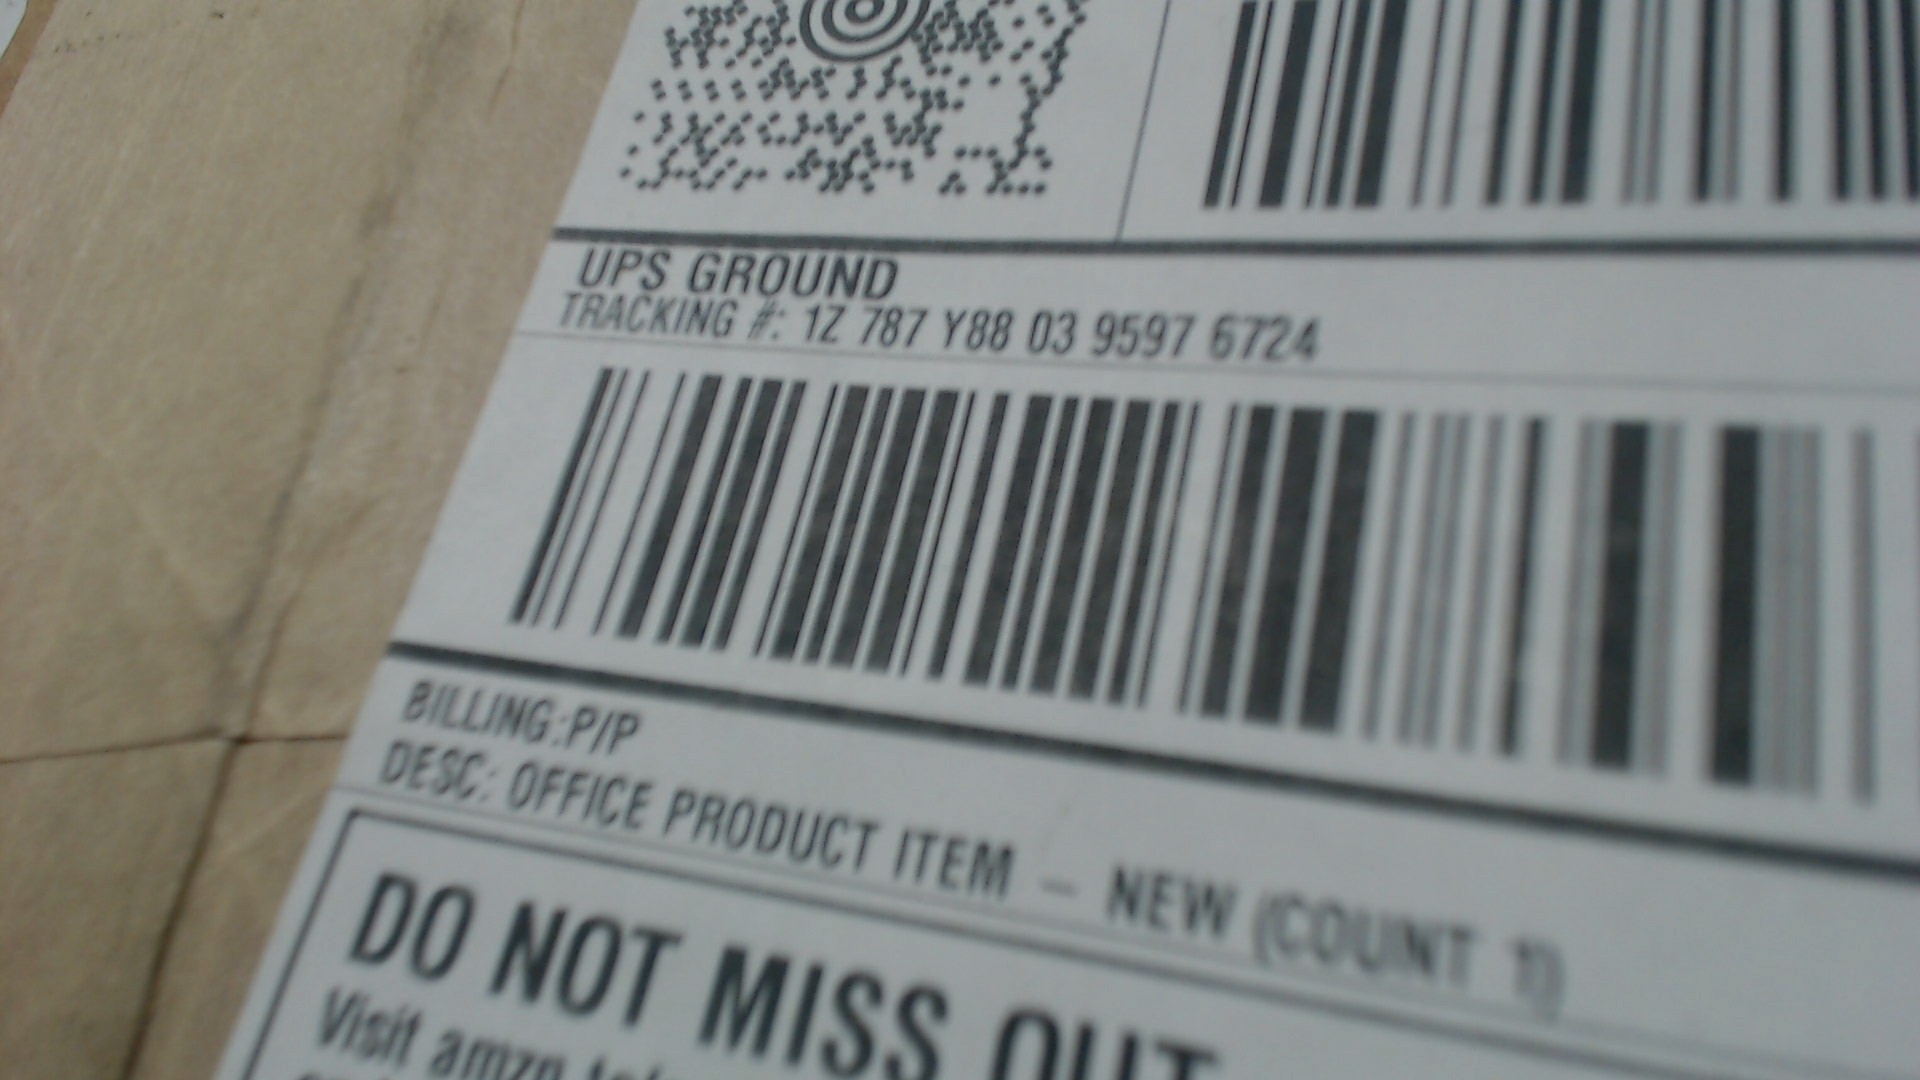 UPS GROUND
TRACKING #: 1Z 787 Y88 03 9597 6724
BILLING:P/P
DESC: OFFICE PRODUCT ITEM – NEW (COUNT 1)
DO NOT MISS OUT
Visit amzn